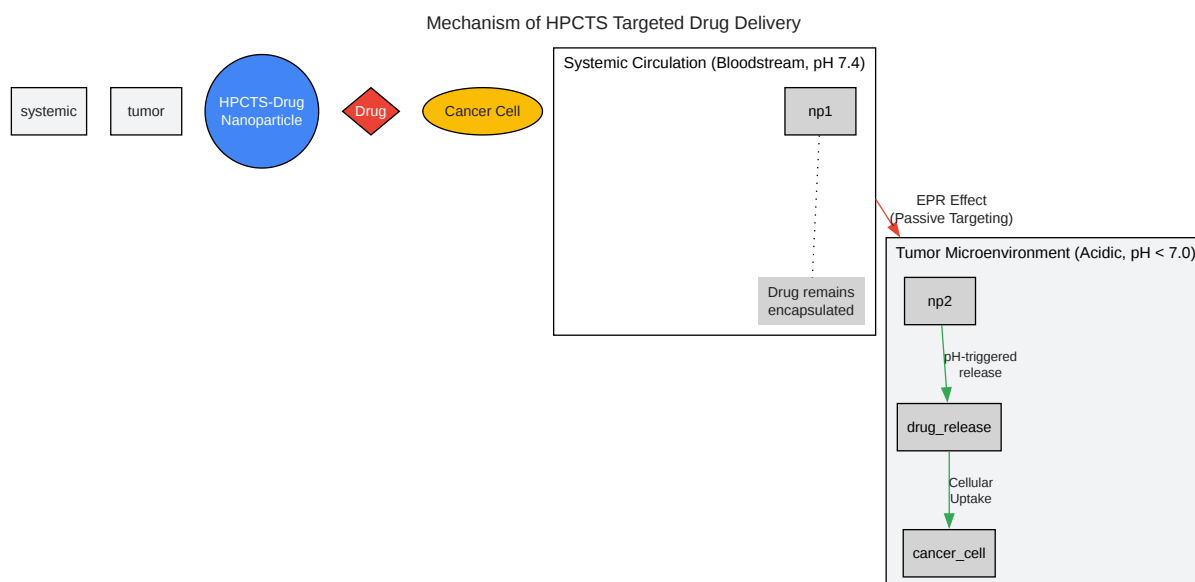 Mechanism of HPCTS Targeted Drug Delivery
systemic
tumor
HPCTS-Drug
Nanoparticle
Drug
Cancer Cell
Systemic Circulation (Bloodstream, pH 7.4)
np1
Drug remains
encapsulated
EPR Effect
(Passive Targeting)
Tumor Microenvironment (Acidic, pH < 7.0)
np2
pH-triggered
release
drug_release
Cellular
Uptake
cancer_cell